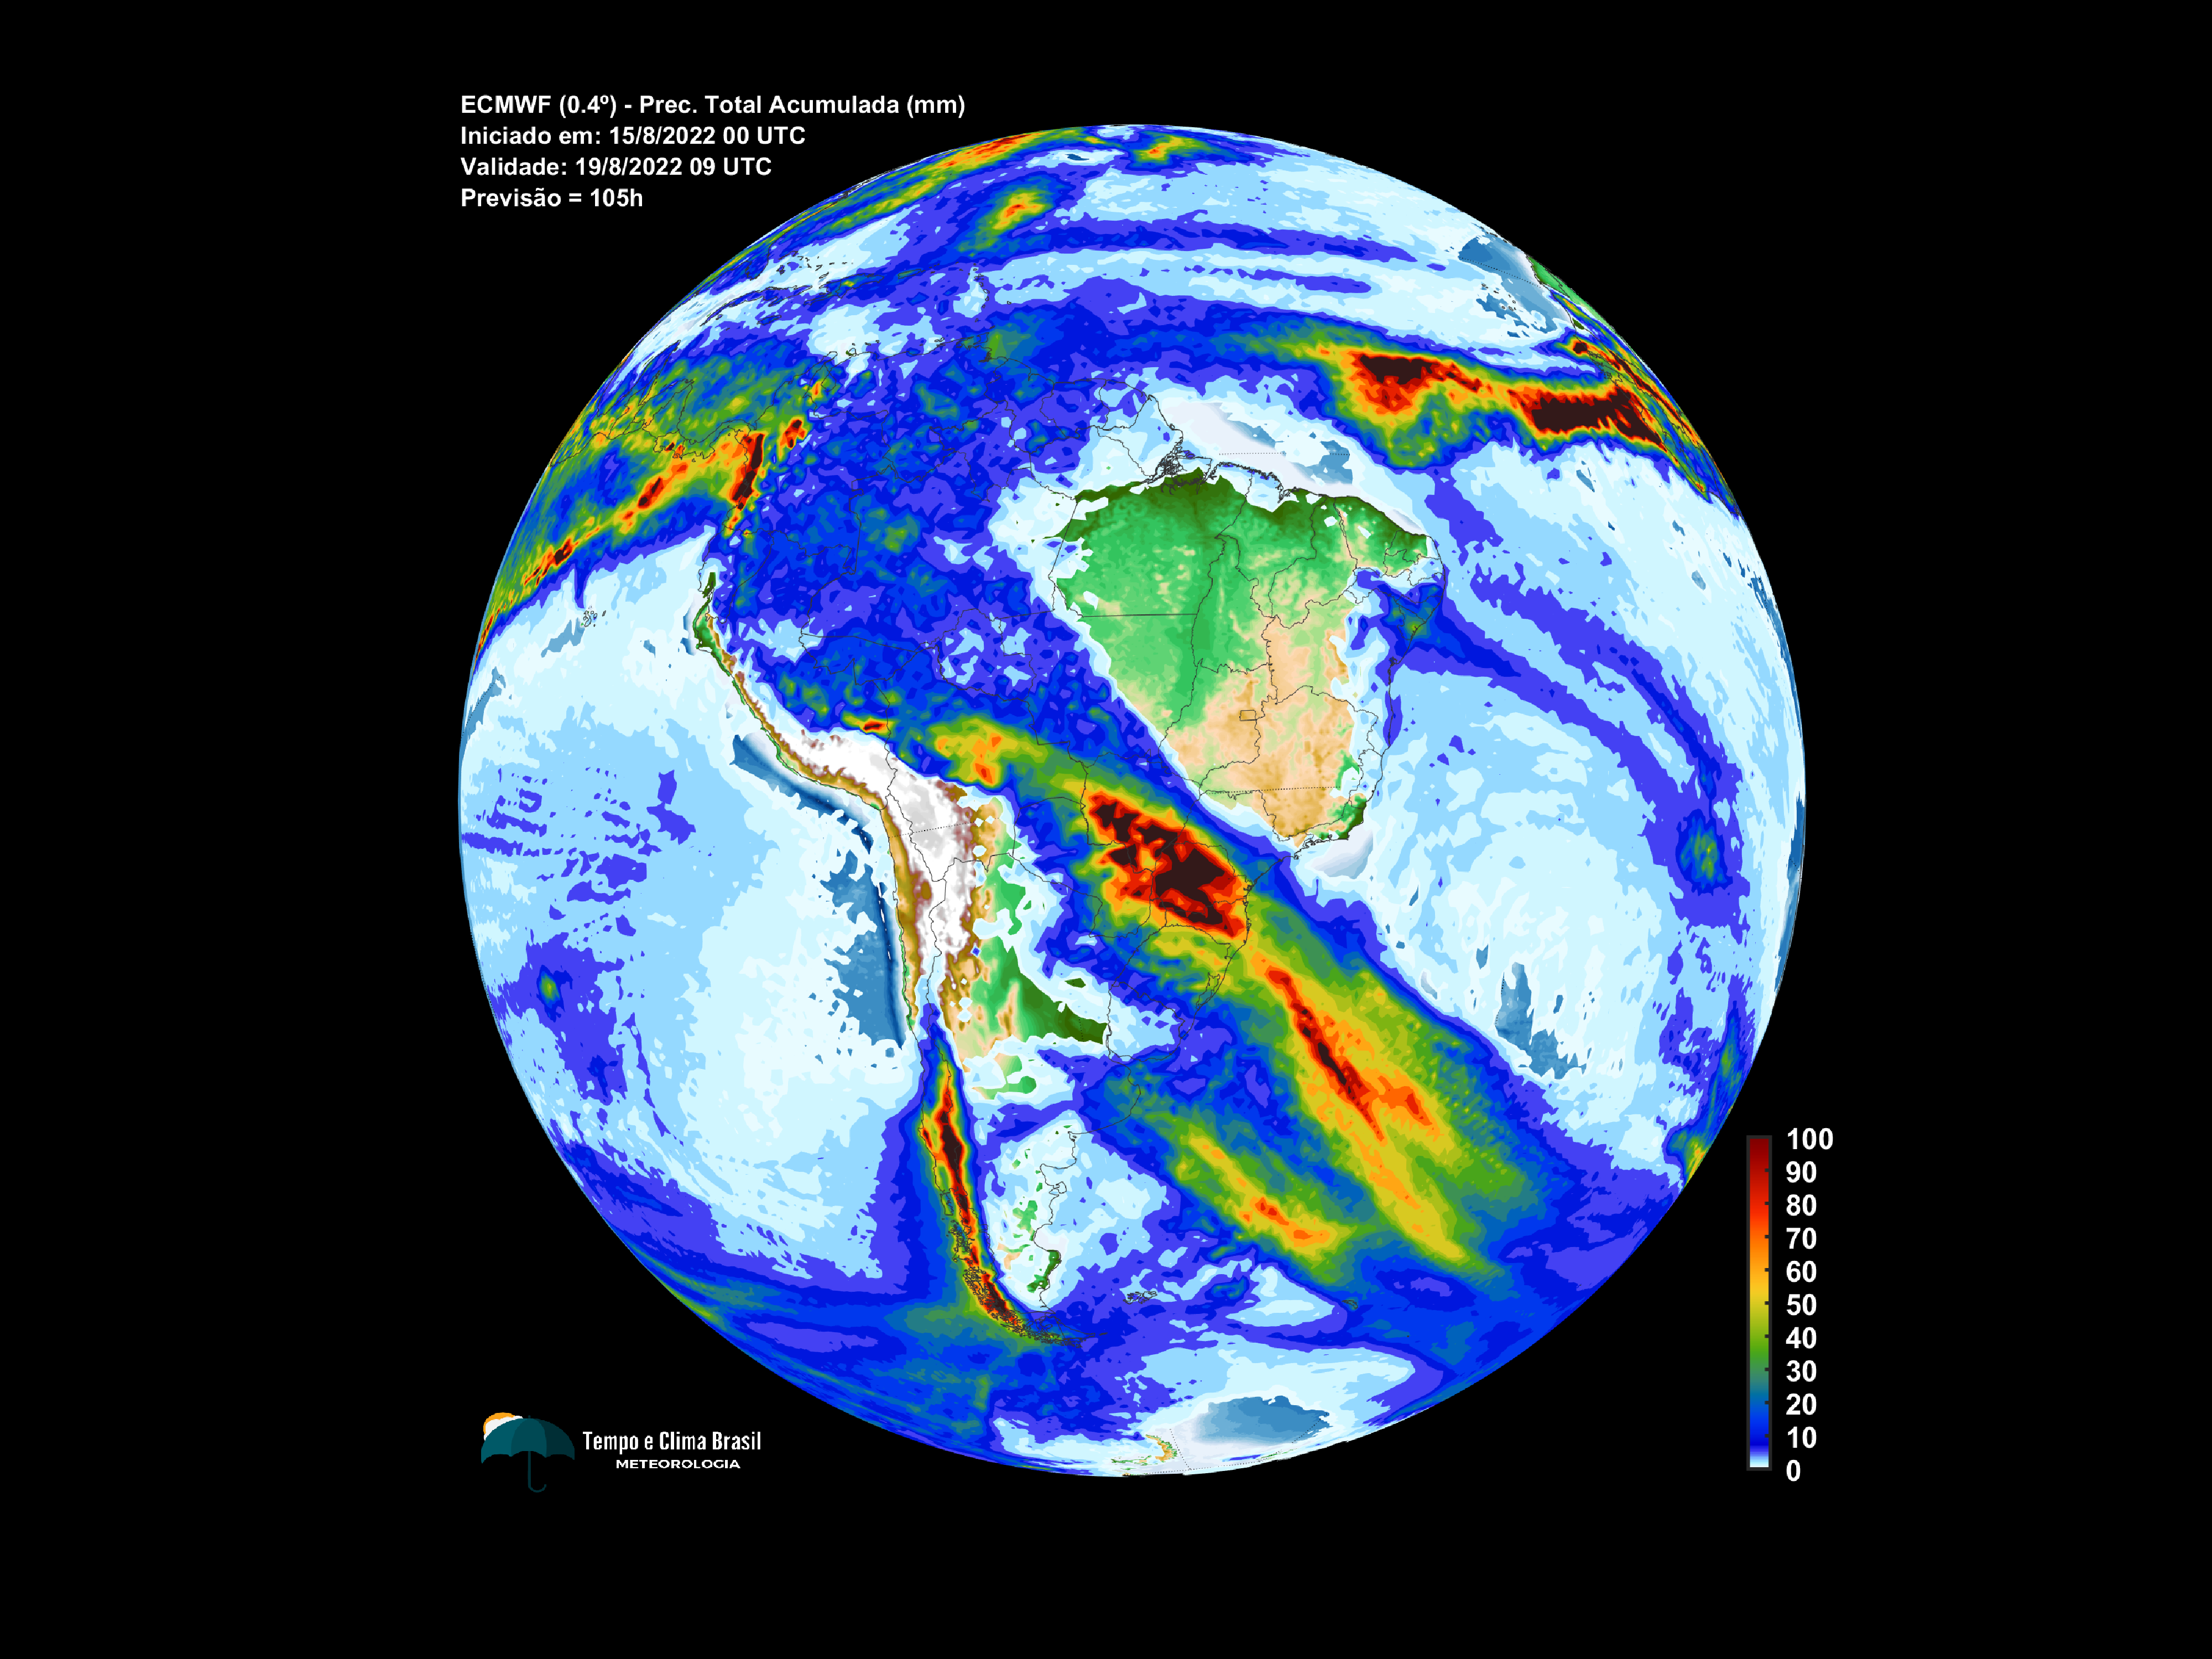 ECMWF (0.4º) - Prec. Total Acumulada (mm)
Iniciado em: 15/8/2022 00 UTC
Validade: 19/8/2022 09 UTC
Previsão = 105h
100
90
80
70
60
50
40
30
20
10
0
Tempo e Clima Brasil
METEOROLOGIA